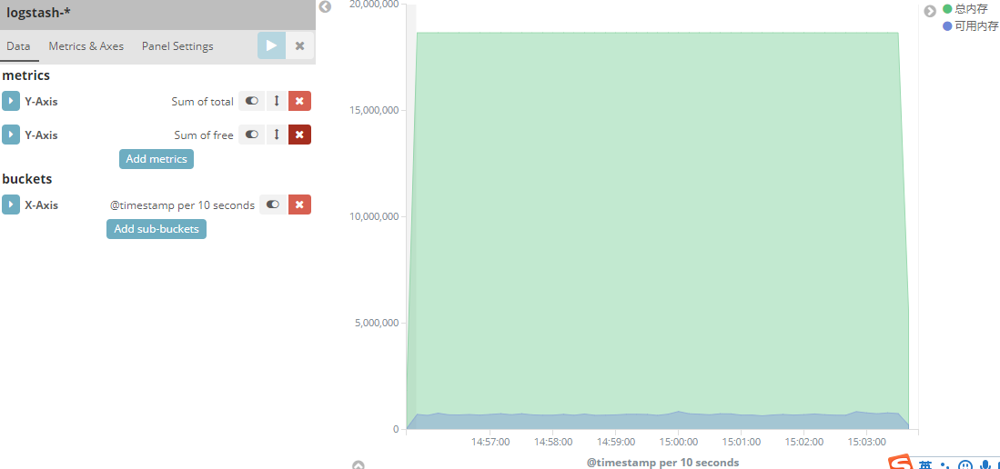 logstash-*
Data Metrics & Axes Panel Settings
metrics
Y-Axis Sum of total
Y-Axis Sum of free
Add metrics
buckets
X-Axis @timestamp per 10 seconds
Add sub-buckets
20,000,000
15,000,000
10,000,000
5,000,000
0
14:57:00 14:58:00 14:59:00 15:00:00 15:01:00 15:02:00 15:03:00
@timestamp per 10 seconds
总内存
可用内存
英